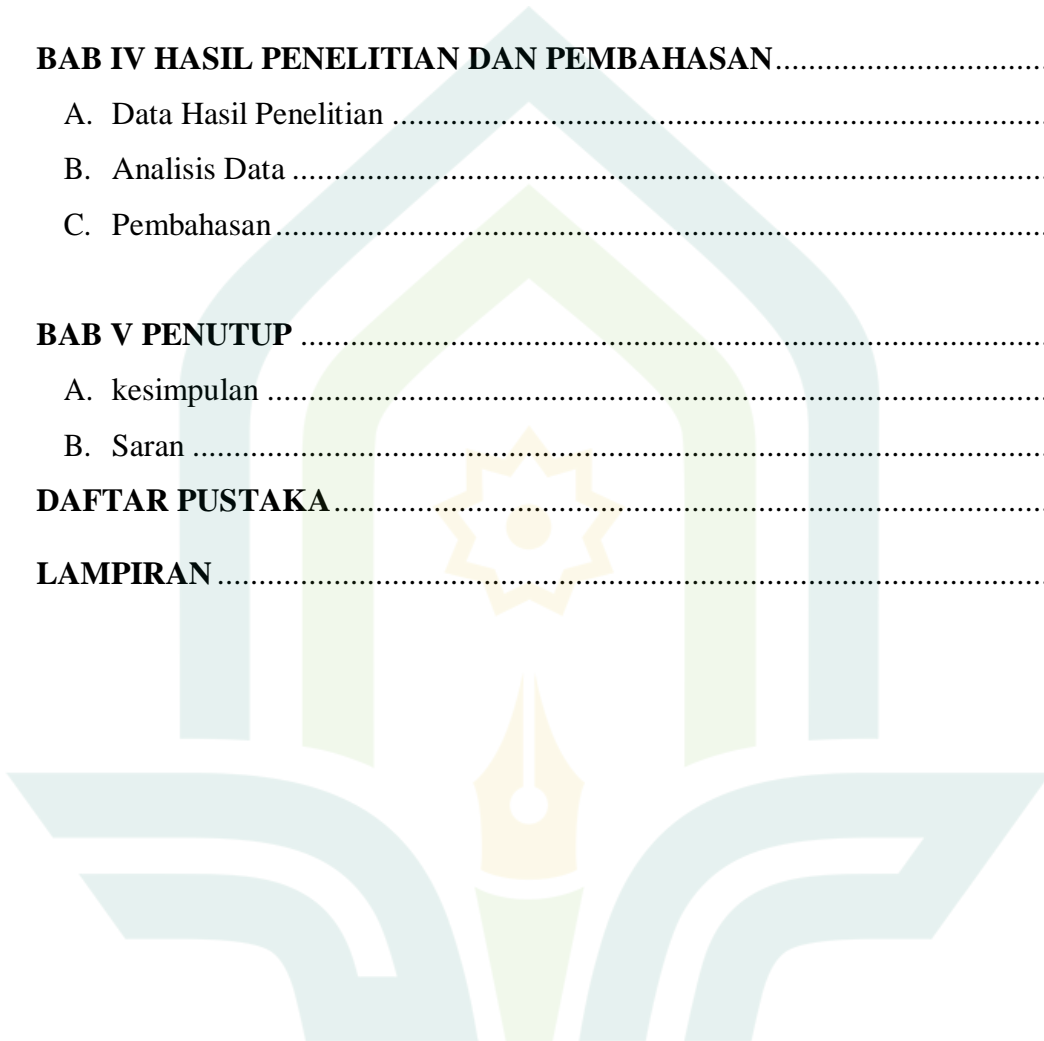 BAB IV HASIL PENELITIAN DAN PEMBAHASAN..................................
A. Data Hasil Penelitian ................................................................................
B. Analisis Data ............................................................................................
C. Pembahasan..............................................................................................
BAB V PENUTUP ...........................................................................................
A. kesimpulan ...............................................................................................
B. Saran ........................................................................................................
DAFTAR PUSTAKA.......................................................................................
LAMPIRAN.....................................................................................................